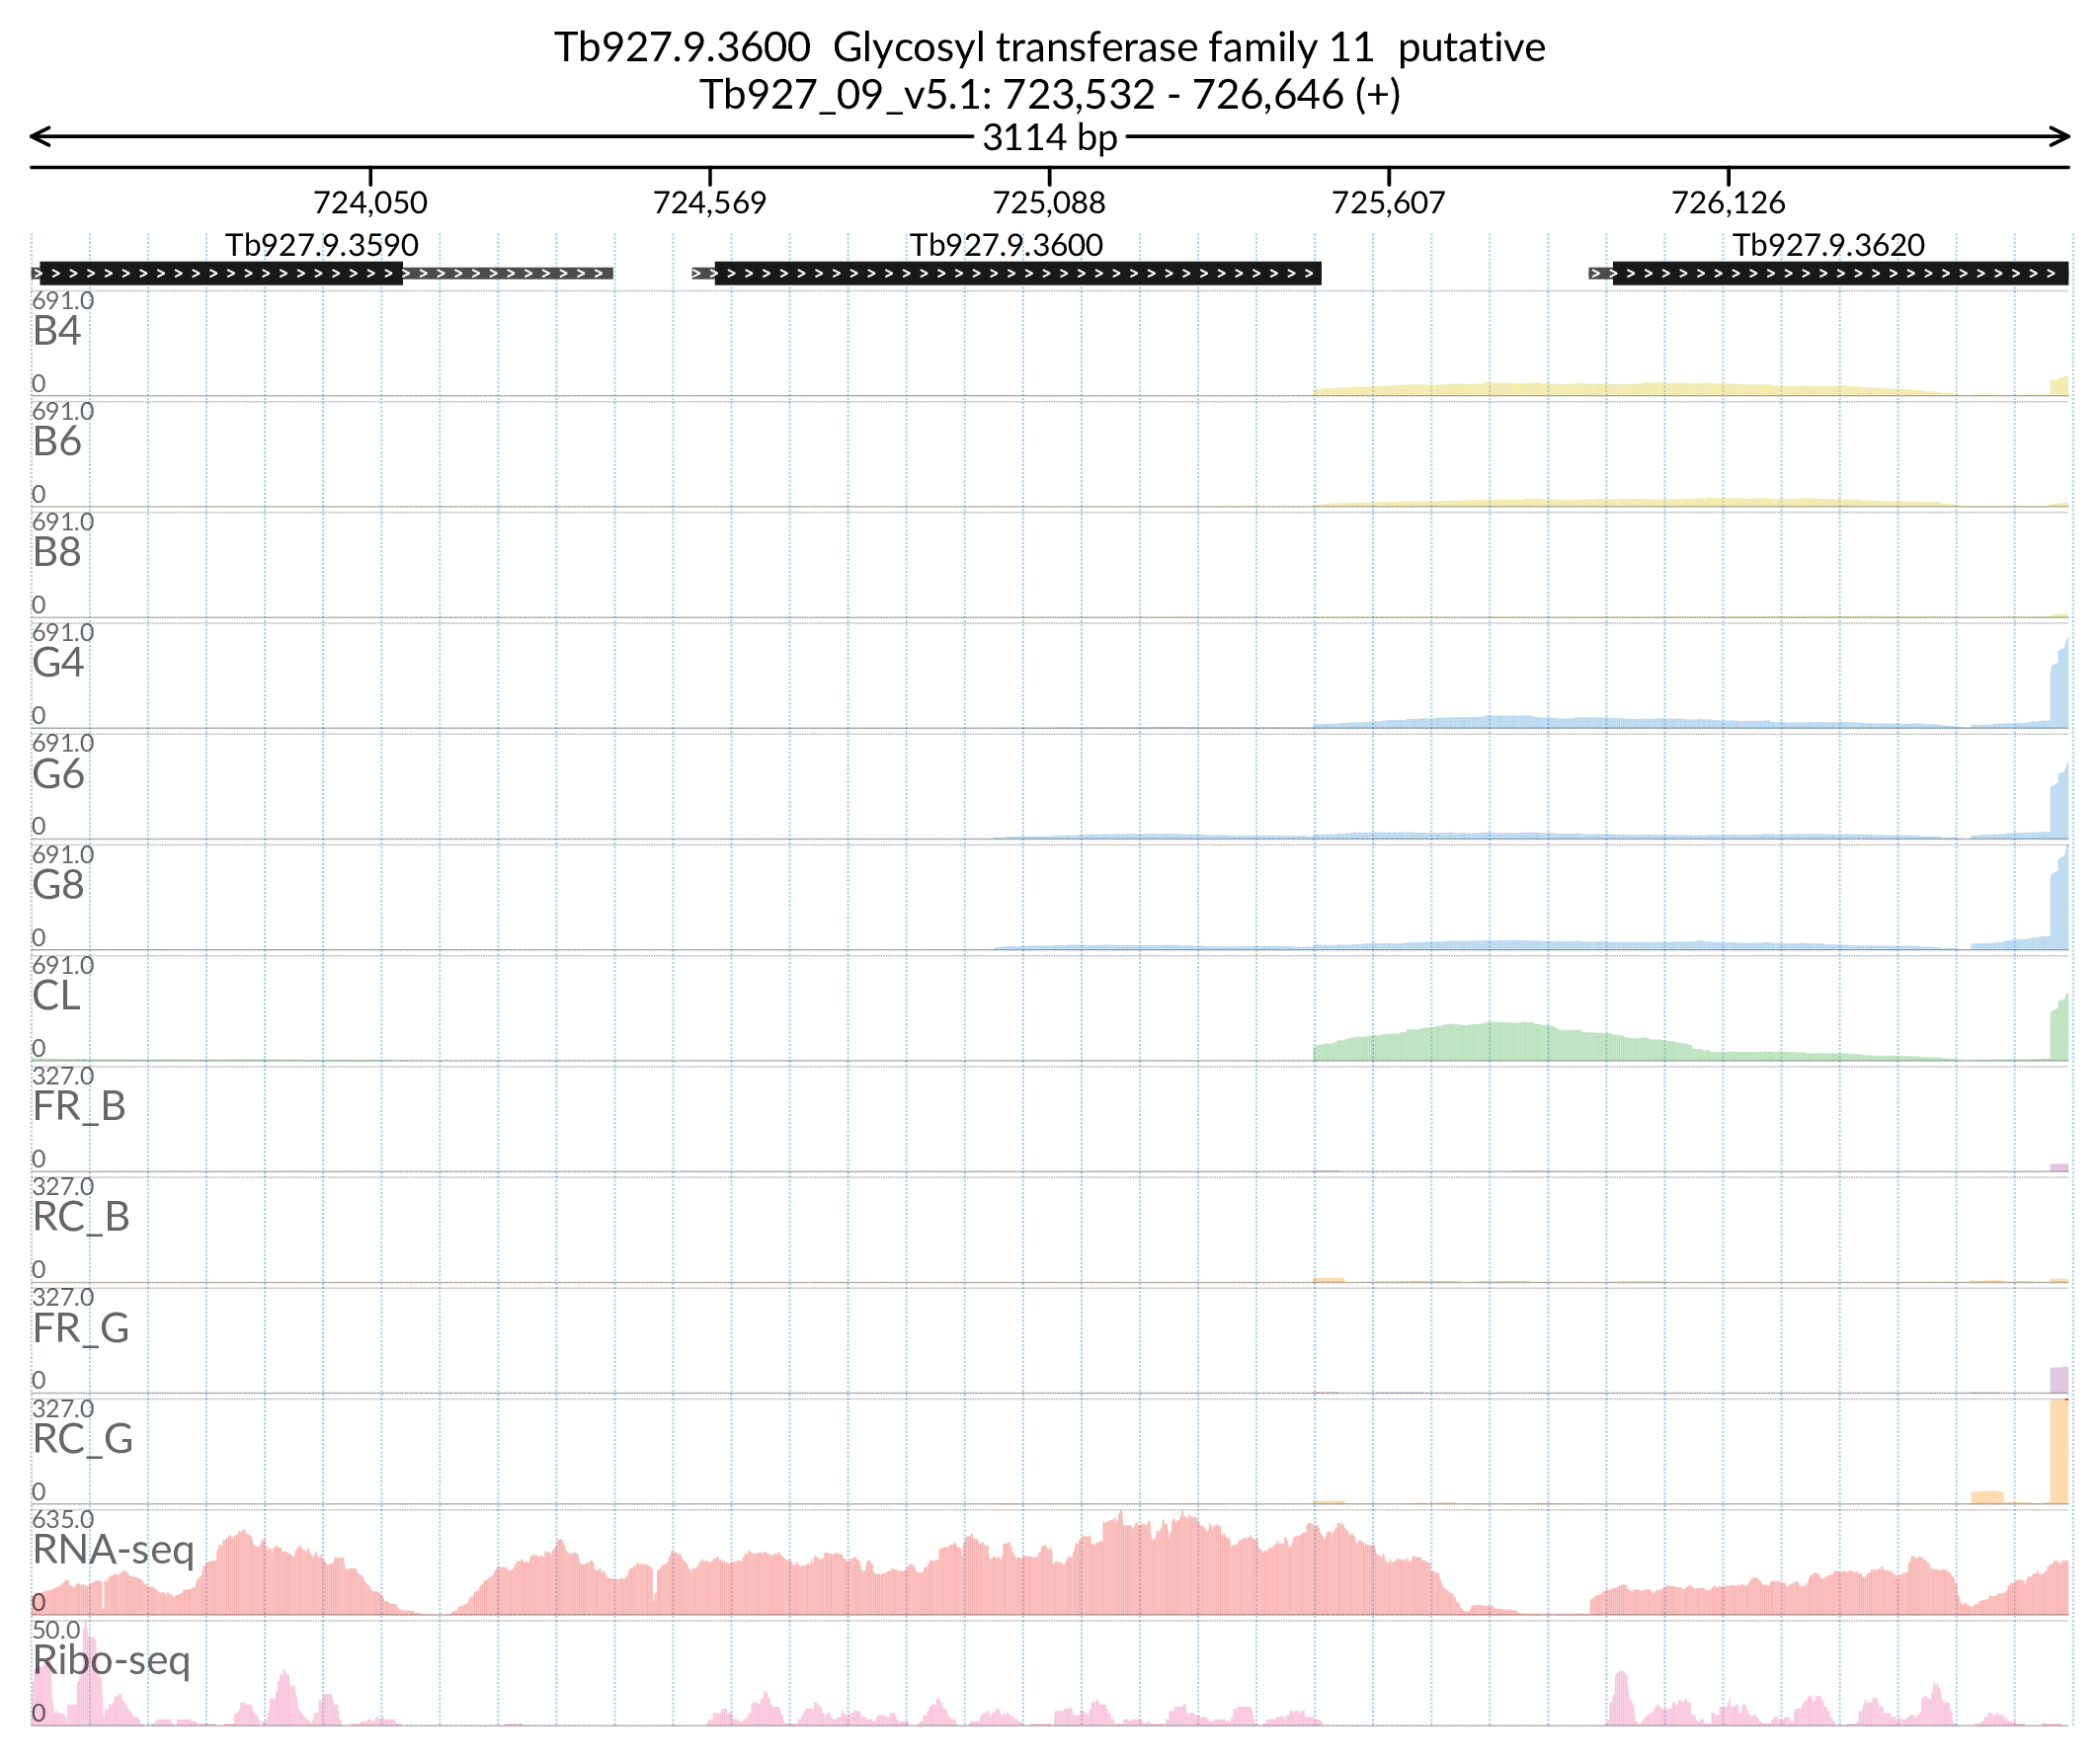 Tb927.9.3600  Glycosyl transferase family 11  putative
Tb927_09_v5.1: 723,532 - 726,646 (+)
3114 bp
724,050 724,569 725,088 725,607 726,126
Tb927.9.3590 Tb927.9.3600 Tb927.9.3620
691.0
B4
0
691.0
B6
0
691.0
B8
0
691.0
G4
0
691.0
G6
0
691.0
G8
0
691.0
CL
0
327.0
FR_B
0
327.0
RC_B
0
327.0
FR_G
0
327.0
RC_G
0
635.0
RNA-seq
0
50.0
Ribo-seq
0